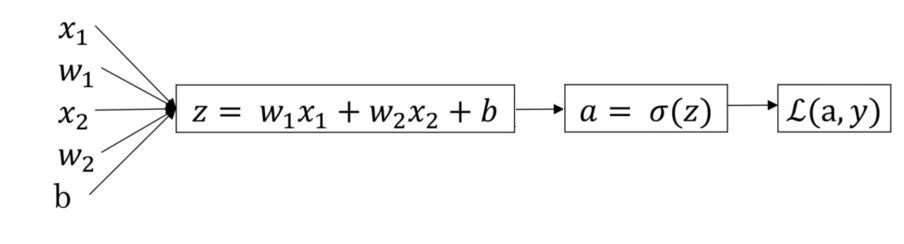 x₁
w₁
x₂
w₂
b
z = w₁x₁ + w₂x₂ + b
a = σ(z)
ℒ(a, y)